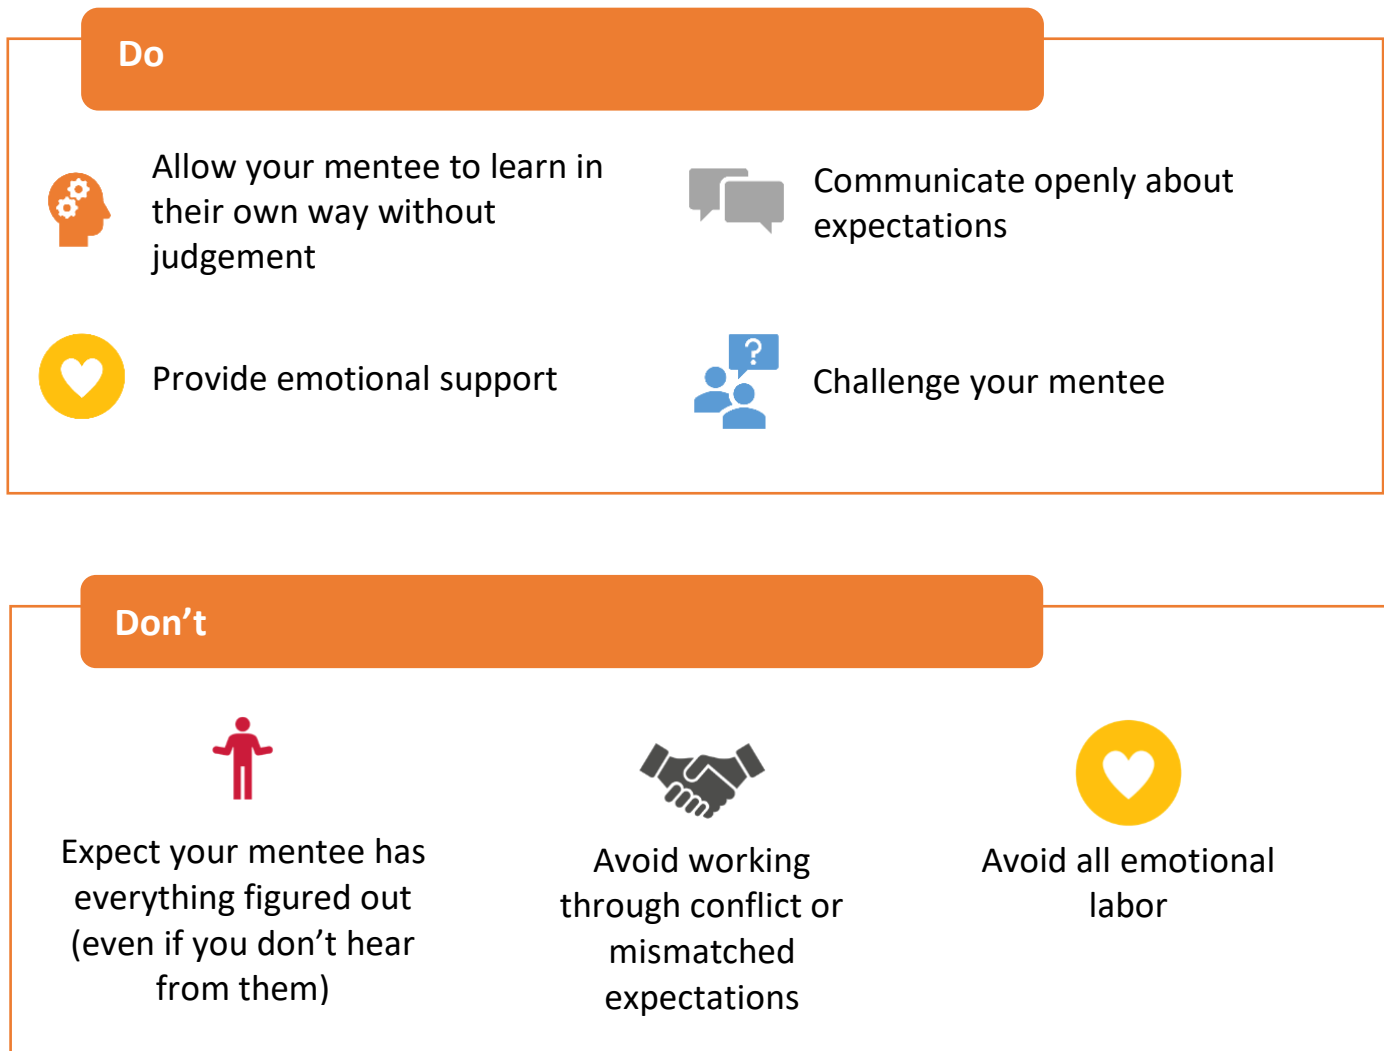 Do
Allow your mentee to learn in
their own way without
judgement
Communicate openly about
expectations
Provide emotional support
?
Challenge your mentee
Don’t
Expect your mentee has
everything figured out
(even if you don’t hear
from them)
Avoid working
through conflict or
mismatched
expectations
Avoid all emotional
labor